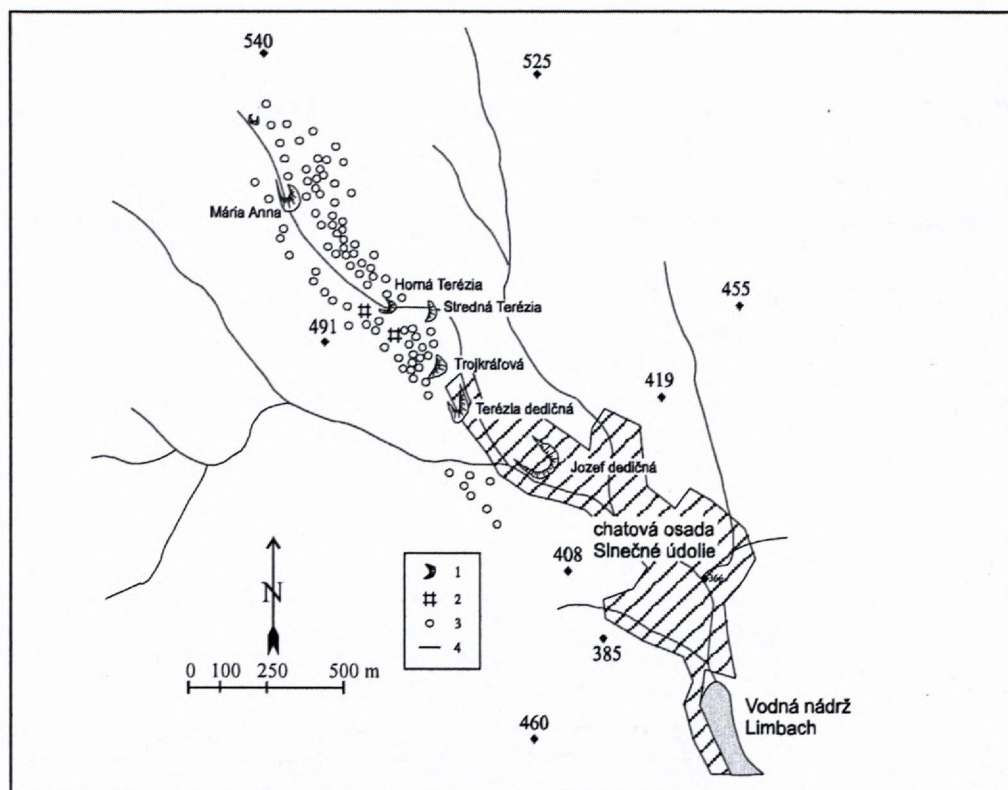 540
525
Mária Anna
Horná Terézia
Stredná Terézia
455
491
Trojkráľová
419
Terézia dedičná
Jozef dedičná
chatová osada
Slnečné údolie
408
366
1
2
3
4
N
385
0 100 250 500 m
Vodná nádrž
Limbach
460